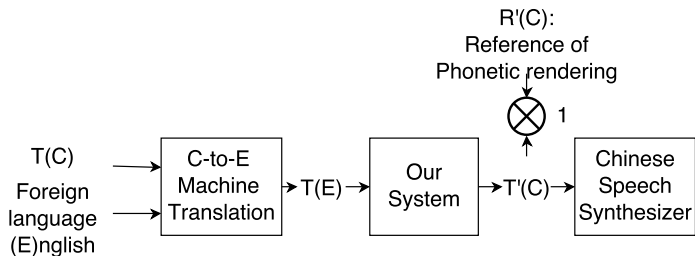 R'(C):
Reference of
Phonetic rendering
1
T(C)
Foreign
language
(E)nglish
C-to-E
Machine
Translation
T(E)
Our
System
T'(C)
Chinese
Speech
Synthesizer